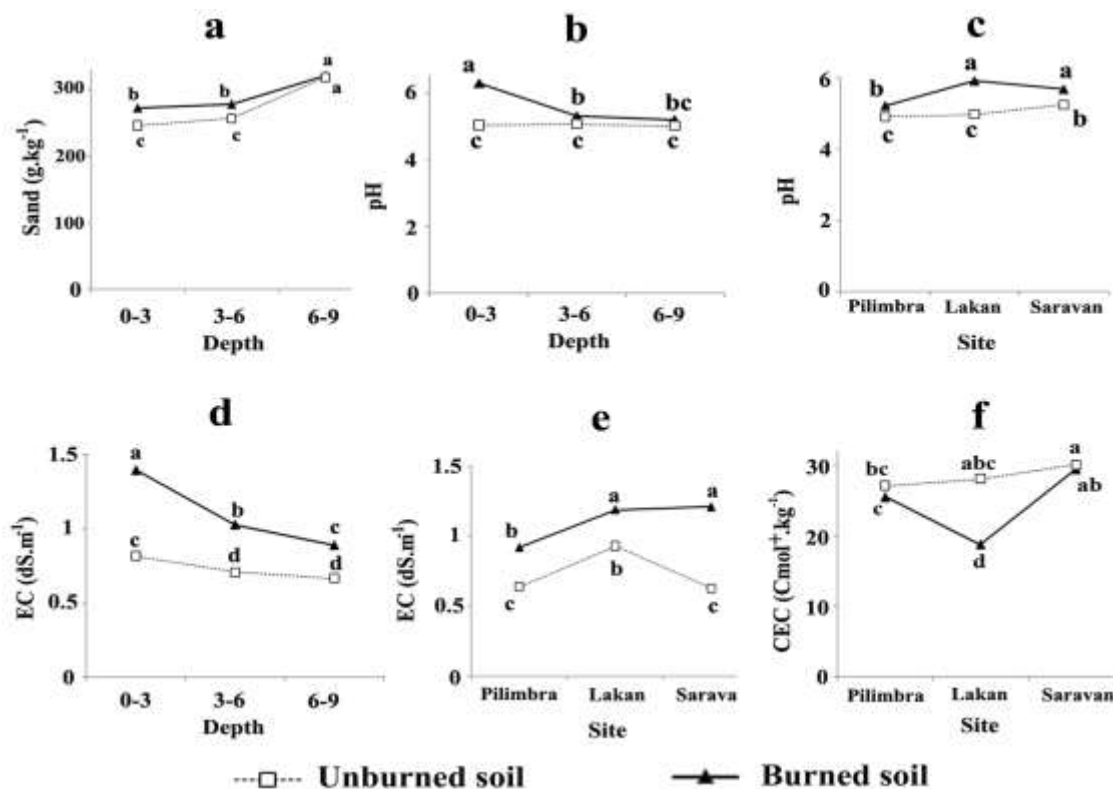 a
b
c
Sand (g.kg⁻¹)
300
200
100
0
b
b
a
c
c
a
0-3
3-6
6-9
Depth
pH
6
4
2
0
a
b
bc
c
c
c
0-3
3-6
6-9
Depth
pH
6
4
2
0
b
a
a
c
c
b
Pilimbra
Lakan
Saravan
Site
d
e
f
EC (dS.m⁻¹)
1.5
1
0.5
0
a
b
c
c
d
d
0-3
3-6
6-9
Depth
EC (dS.m⁻¹)
1.5
1
0.5
0
b
a
a
c
b
c
Pilimbra
Lakan
Sarava
Site
CEC (Cmol⁺.kg⁻¹)
30
20
10
0
bc
abc
a
c
d
ab
Pilimbra
Lakan
Saravan
Site
Unburned soil
Burned soil